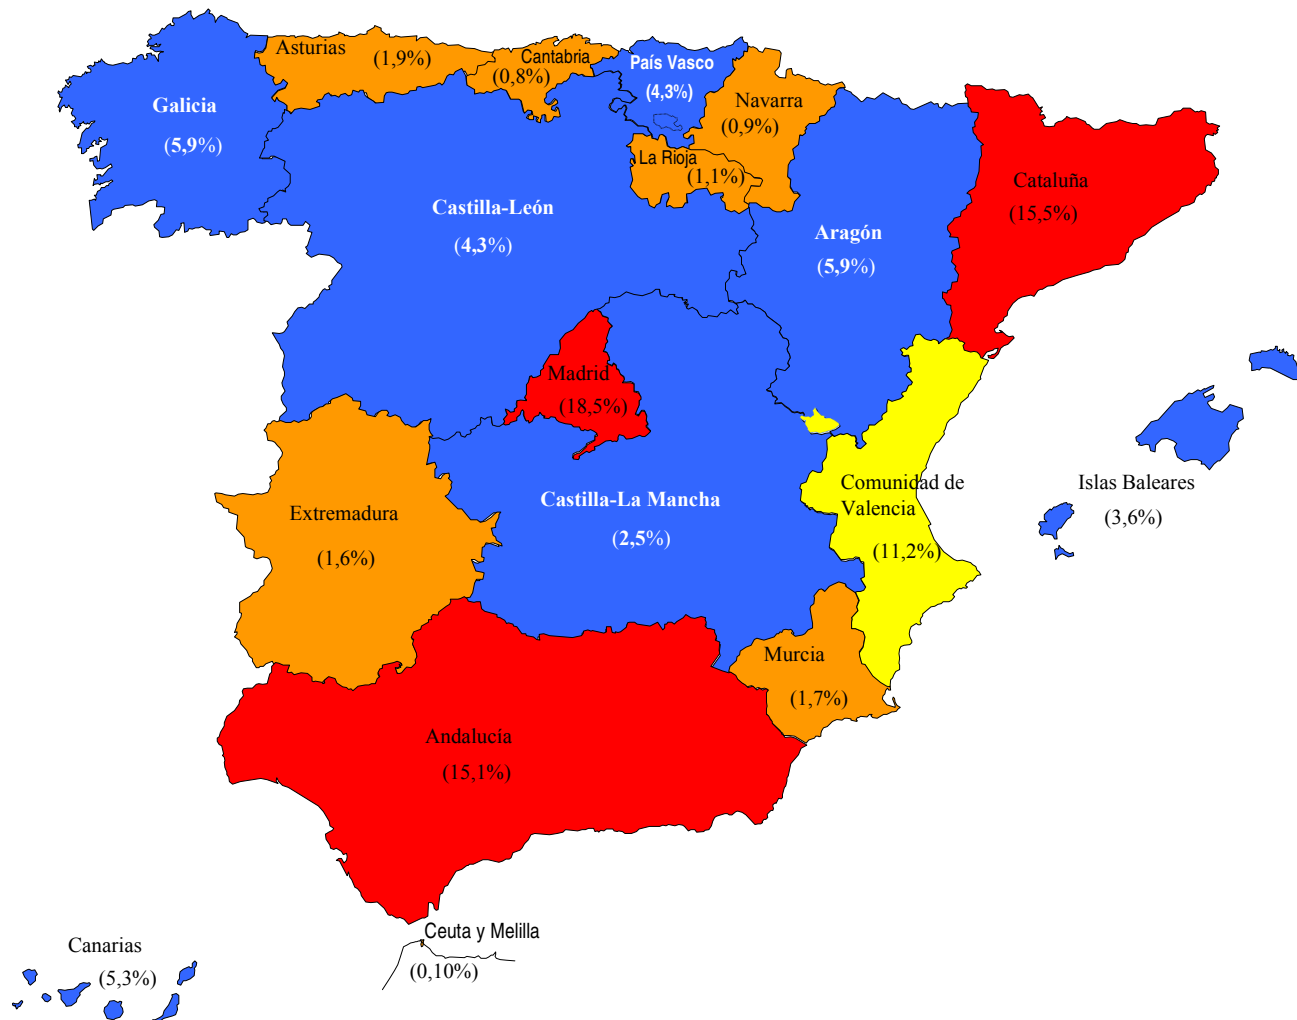 Asturias
(1,9%)
Cantabria
(0,8%)
País Vasco
(4,3%)
Galicia
(5,9%)
Navarra
(0,9%)
La Rioja
(1,1%)
Cataluña
(15,5%)
Castilla-León
(4,3%)
Aragón
(5,9%)
Madrid
(18,5%)
Comunidad de
Valencia
(11,2%)
Islas Baleares
(3,6%)
Extremadura
(1,6%)
Castilla-La Mancha
(2,5%)
Murcia
(1,7%)
Andalucía
(15,1%)
Ceuta y Melilla
(0,10%)
Canarias
(5,3%)